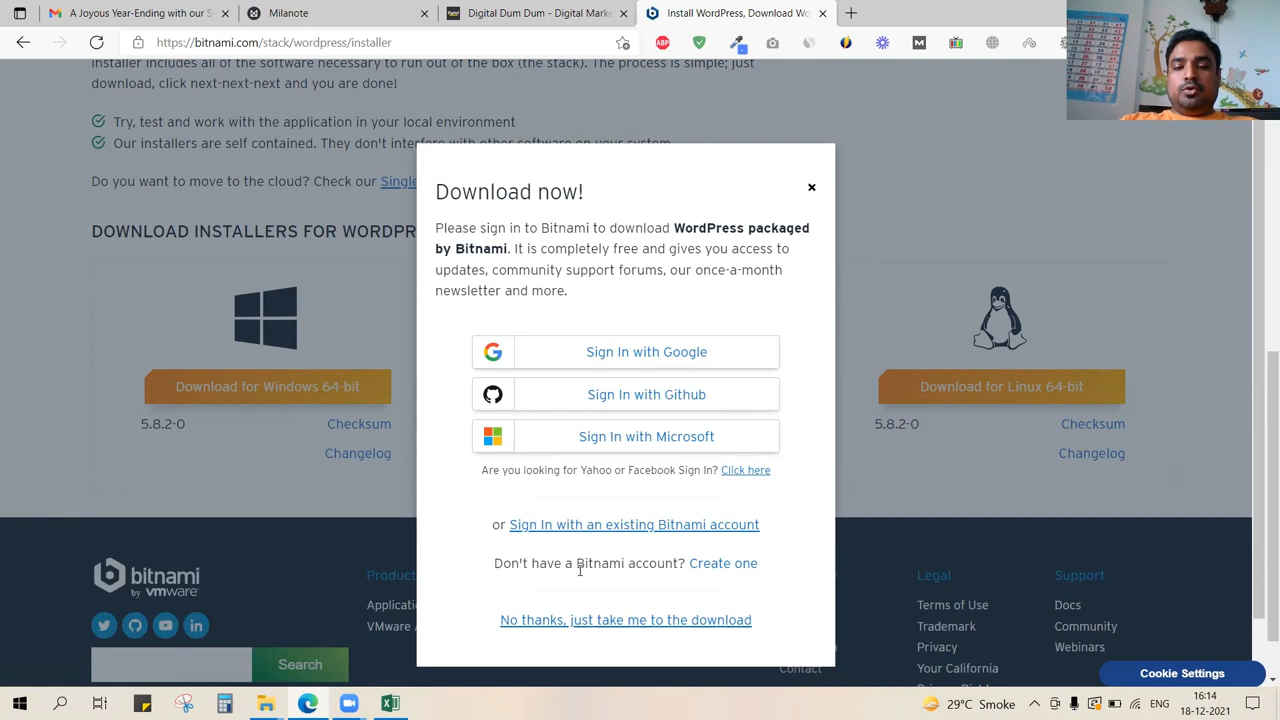 A Joyful Year-Ending with our S
Milanote
Digital Dum Dum - Digital Marke
Install WordPress, Download Wo
https://bitnami.com/stack/wordpress/installer
ABP
M
installer includes all of the software necessary to run out of the box (the stack). The process is simple; just
download, click next-next-next and you are done!
Try, test and work with the application in your local environment
Our installers are self contained. They don't interfere with other software on your system
Do you want to move to the cloud? Check our Single
DOWNLOAD INSTALLERS FOR WORDPR
Download for Windows 64-bit
5.8.2-0
Checksum
Changelog
Download now!
Please sign in to Bitnami to download WordPress packaged
by Bitnami. It is completely free and gives you access to
updates, community support forums, our once-a-month
newsletter and more.
Sign In with Google
Sign In with Github
Sign In with Microsoft
Are you looking for Yahoo or Facebook Sign In? Click here
or Sign In with an existing Bitnami account
Don't have a Bitnami account? Create one
No thanks, just take me to the download
Download for Linux 64-bit
5.8.2-0
Checksum
Changelog
bitnami
by vmware
Search
Product
Applicati
VMware
Contact
Legal
Terms of Use
Trademark
Privacy
Your California
Support
Docs
Community
Webinars
Cookie Settings
29°C Smoke
ENG
16:14
18-12-2021